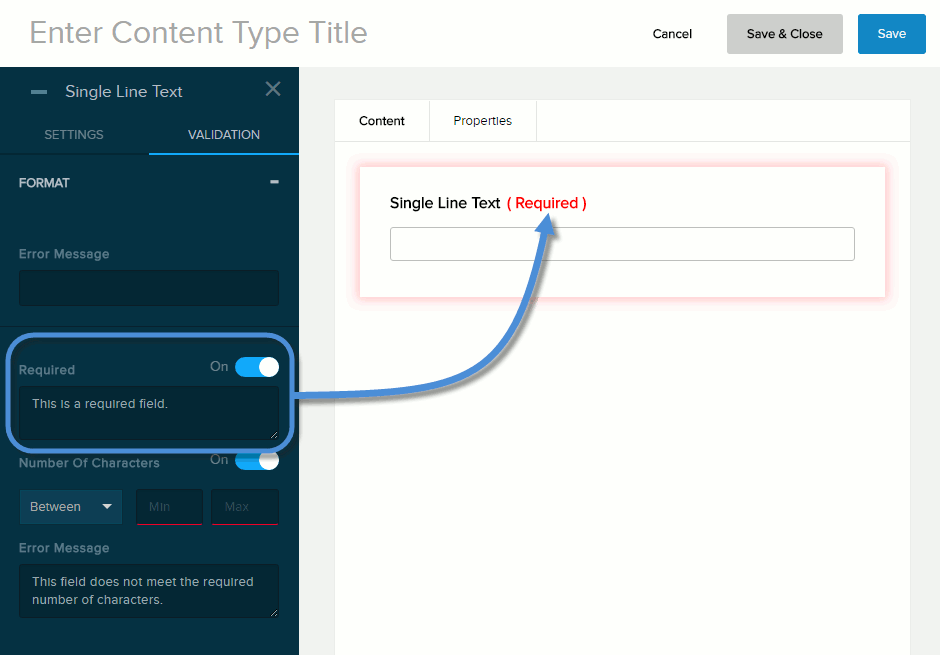 Enter Content Type Title
Cancel
Save & Close
Save
Single Line Text
SETTINGS
VALIDATION
FORMAT
Error Message
Required
On
This is a required field.
Number Of Characters
On
Between
Min
Max
Error Message
This field does not meet the required
number of characters.
Content
Properties
Single Line Text ( Required )